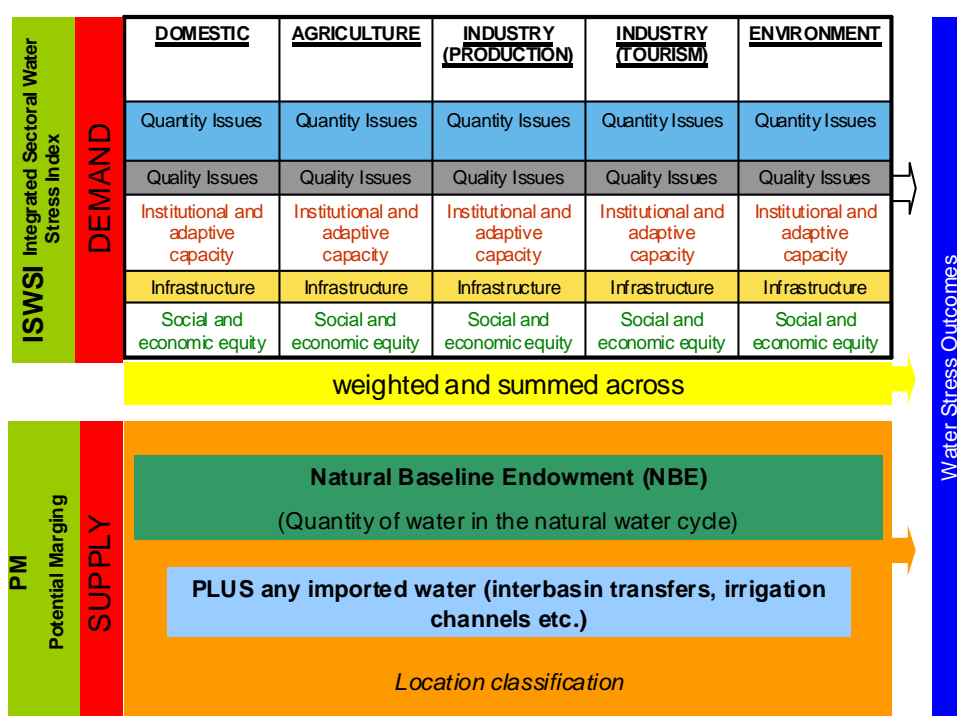 ISWSI Integrated Sectoral Water
Stress Index
DEMAND
DOMESTIC
AGRICULTURE
INDUSTRY
(PRODUCTION)
INDUSTRY
(TOURISM)
ENVIRONMENT
Quantity Issues
Quantity Issues
Quantity Issues
Quantity Issues
Quantity Issues
Quality Issues
Quality Issues
Quality Issues
Quality Issues
Quality Issues
Institutional and
adaptive
capacity
Institutional and
adaptive
capacity
Institutional and
adaptive
capacity
Institutional and
adaptive
capacity
Institutional and
adaptive
capacity
Infrastructure
Infrastructure
Infrastructure
Infrastructure
Infrastructure
Social and
economic equity
Social and
economic equity
Social and
economic equity
Social and
economic equity
Social and
economic equity
weighted and summed across
PM
Potential Marging
SUPPLY
Natural Baseline Endowment (NBE)
(Quantity of water in the natural water cycle)
PLUS any imported water (interbasin transfers, irrigation
channels etc.)
Location classification
Water Stress Outcomes